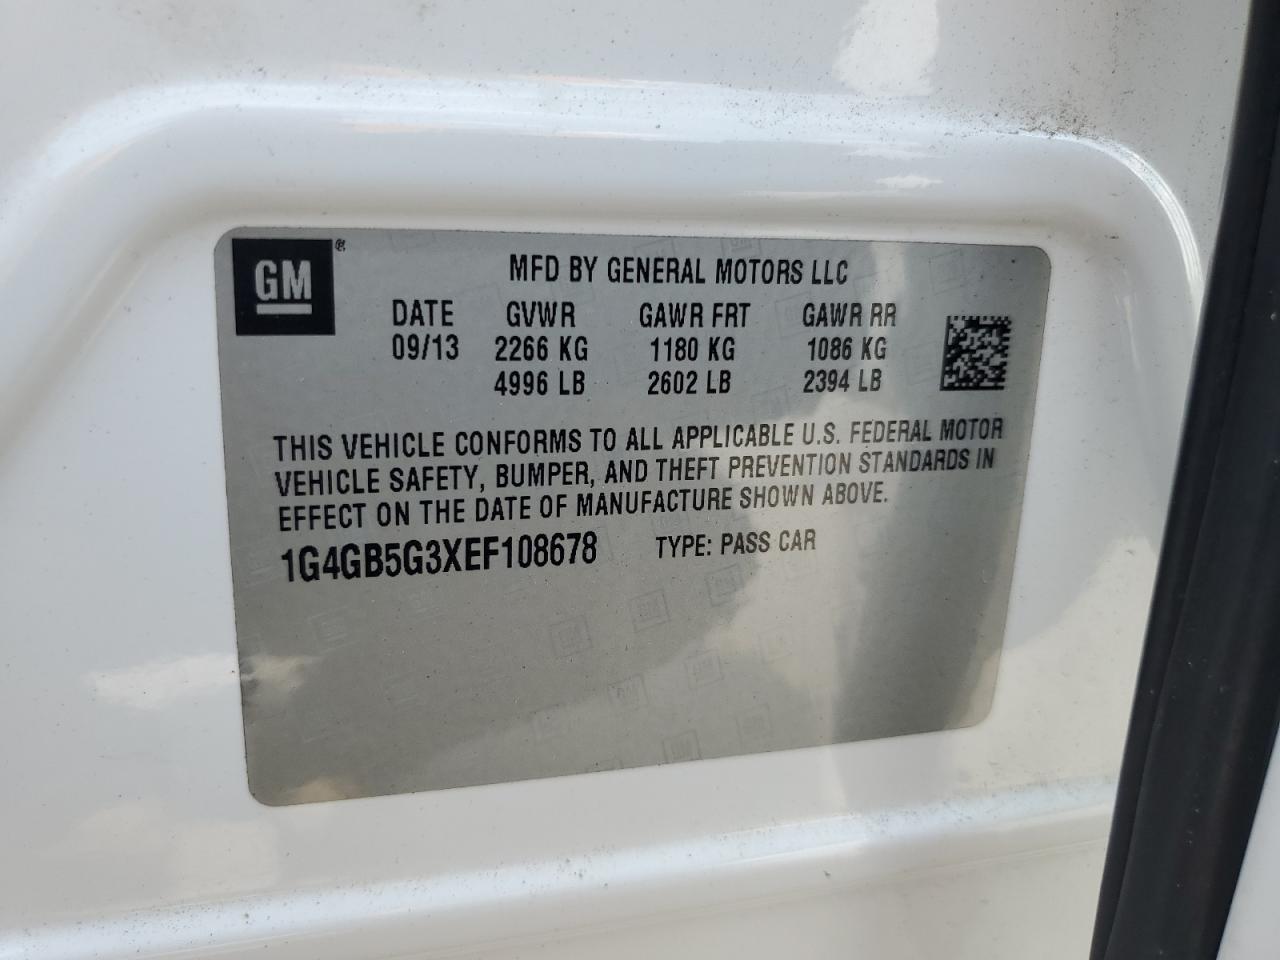 GM ®
MFD BY GENERAL MOTORS LLC
DATE GVWR GAWR FRT GAWR RR
09/13 2266 KG 1180 KG 1086 KG
4996 LB 2602 LB 2394 LB
THIS VEHICLE CONFORMS TO ALL APPLICABLE U.S. FEDERAL MOTOR
VEHICLE SAFETY, BUMPER, AND THEFT PREVENTION STANDARDS IN
EFFECT ON THE DATE OF MANUFACTURE SHOWN ABOVE.
1G4GB5G3XEF108678 TYPE: PASS CAR